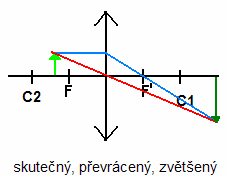 C2 F F' C1
skutečný, převrácený, zvětšený